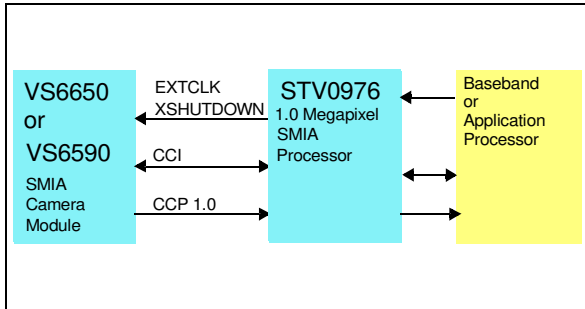 VS6650
or
VS6590
SMIA
Camera
Module
EXTCLK
XSHUTDOWN
CCI
CCP 1.0
STV0976
1.0 Megapixel
SMIA
Processor
Baseband
or
Application
Processor